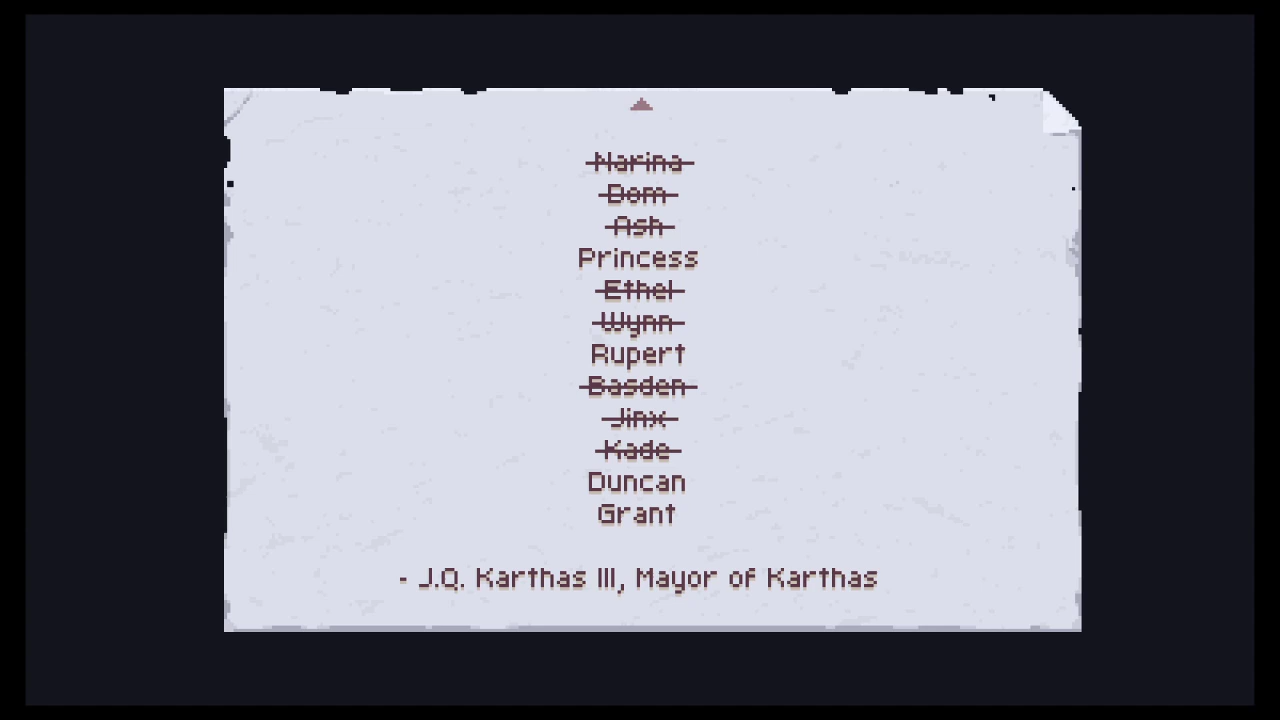 Narina
Dom
Ash
Princess
Ethel
Wynn
Rupert
Basden
Jinx
Kade
Duncan
Grant
- J.Q. Karthas III, Mayor of Karthas